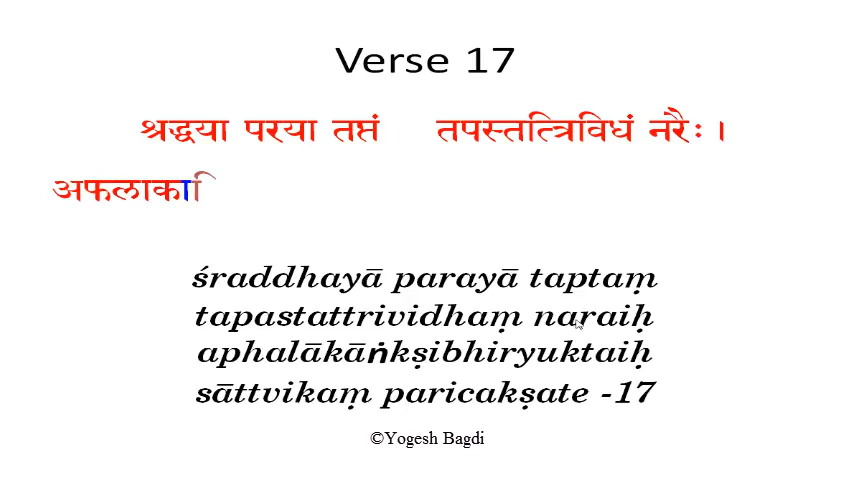 Verse 17
श्रद्धया परया तप्तं तपस्तत्त्रिविधं नरैः ।
अफलाका
śraddhayā parayā taptaṃ
tapastattrividhaṃ naraiḥ
aphalākāṅkṣibhiryuktaiḥ
sāttvikaṃ paricakṣate -17
©Yogesh Bagdi